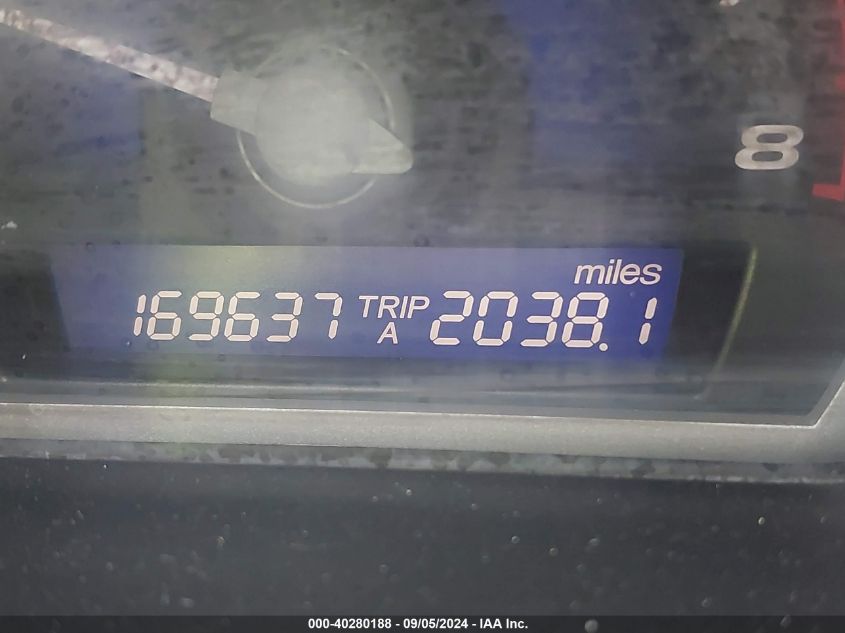 8
miles
169637 TRIP A 2038.1
000-40280188 - 09/05/2024 - IAA Inc.